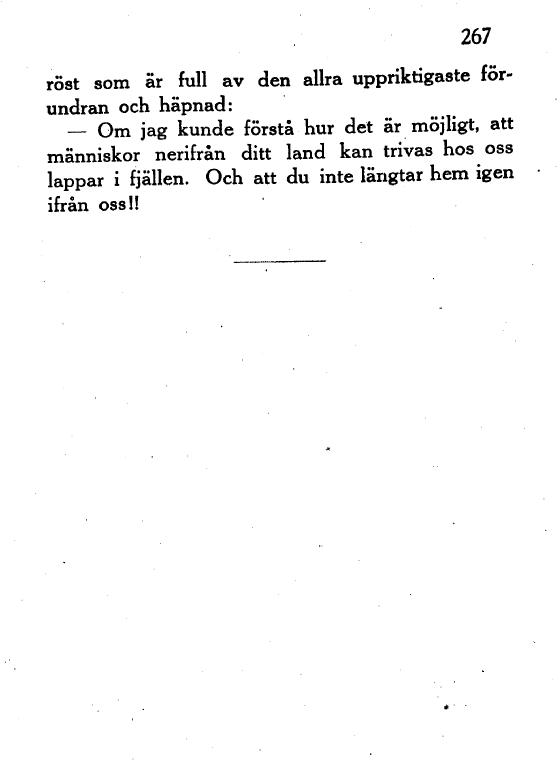 267
röst som är full av den allra uppriktigaste för-
undran och häpnad:
— Om jag kunde förstå hur det är möjligt, att
människor nerifrån ditt land kan trivas hos oss
lappar i fjällen. Och att du inte längtar hem igen
ifrån oss!!